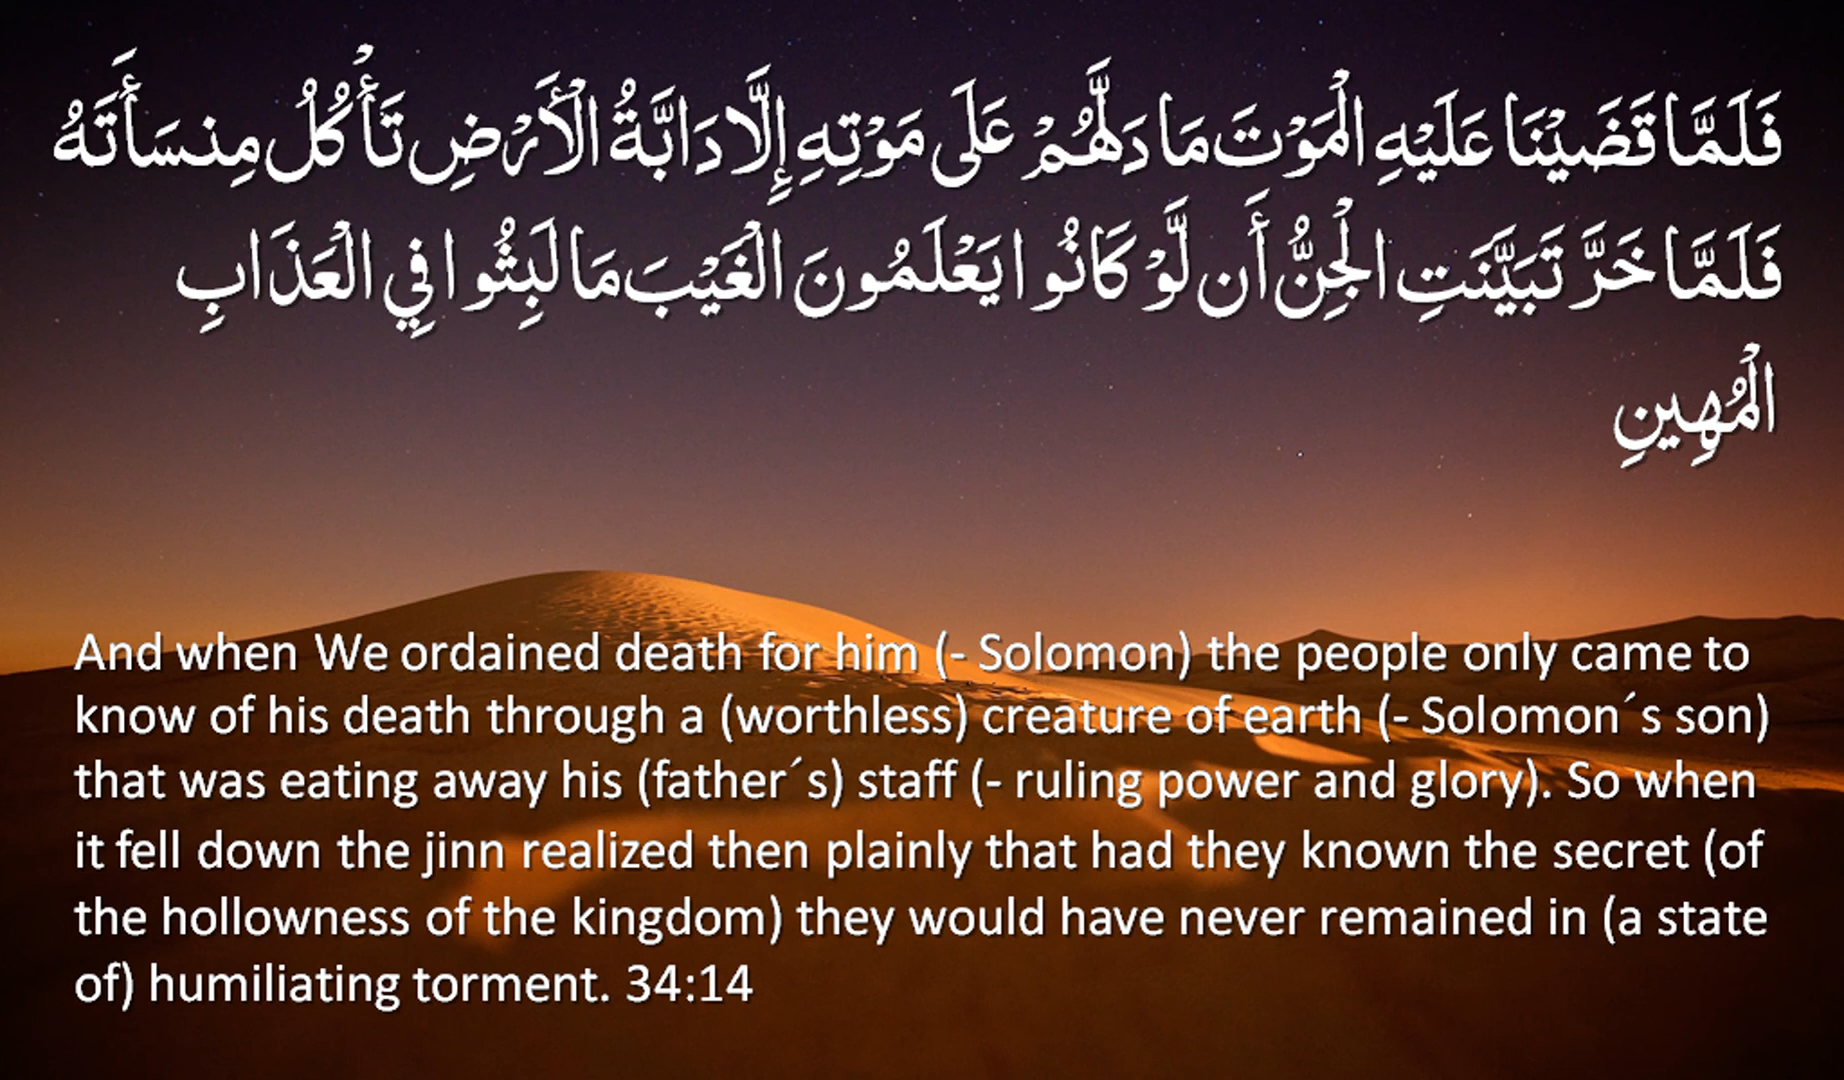 فَلَمَّا قَضَيْنَا عَلَيْهِ الْمَوْتَ مَا دَلَّهُمْ عَلَى مَوْتِهِ إِلَّا دَابَّةُ الْأَرْضِ تَأْكُلُ مِنسَأَتَهُ
فَلَمَّا خَرَّ تَبَيَّنَتِ الْجِنُّ أَن لَّوْ كَانُوا يَعْلَمُونَ الْغَيْبَ مَا لَبِثُوا فِي الْعَذَابِ
الْمُهِينِ
And when We ordained death for him (- Solomon) the people only came to
know of his death through a (worthless) creature of earth (- Solomon´s son)
that was eating away his (father´s) staff (- ruling power and glory). So when
it fell down the jinn realized then plainly that had they known the secret (of
the hollowness of the kingdom) they would have never remained in (a state
of) humiliating torment. 34:14